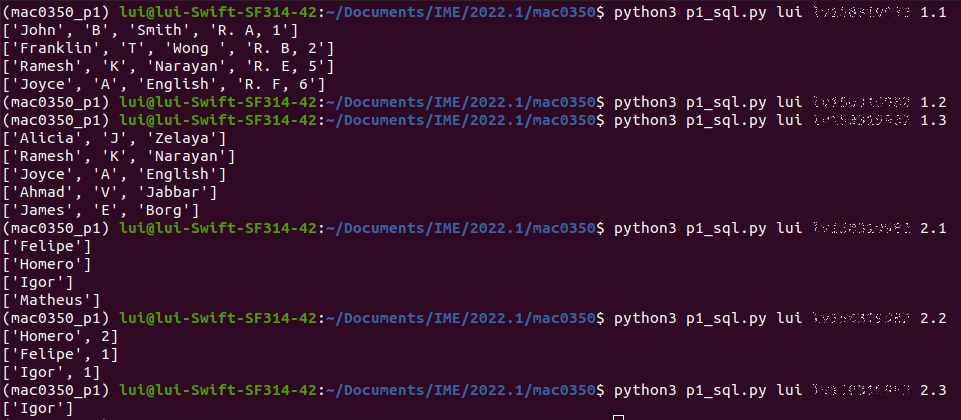 (mac0350_p1) lui@lui-Swift-SF314-42:~/Documents/IME/2022.1/mac0350$ python3 p1_sql.py lui 1.1
['John', 'B', 'Smith', 'R. A, 1']
['Franklin', 'T', 'Wong ', 'R. B, 2']
['Ramesh', 'K', 'Narayan', 'R. E, 5']
['Joyce', 'A', 'English', 'R. F, 6']
(mac0350_p1) lui@lui-Swift-SF314-42:~/Documents/IME/2022.1/mac0350$ python3 p1_sql.py lui 1.2
(mac0350_p1) lui@lui-Swift-SF314-42:~/Documents/IME/2022.1/mac0350$ python3 p1_sql.py lui 1.3
['Alicia', 'J', 'Zelaya']
['Ramesh', 'K', 'Narayan']
['Joyce', 'A', 'English']
['Ahmad', 'V', 'Jabbar']
['James', 'E', 'Borg']
(mac0350_p1) lui@lui-Swift-SF314-42:~/Documents/IME/2022.1/mac0350$ python3 p1_sql.py lui 2.1
['Felipe']
['Homero']
['Igor']
['Matheus']
(mac0350_p1) lui@lui-Swift-SF314-42:~/Documents/IME/2022.1/mac0350$ python3 p1_sql.py lui 2.2
['Homero', 2]
['Felipe', 1]
['Igor', 1]
(mac0350_p1) lui@lui-Swift-SF314-42:~/Documents/IME/2022.1/mac0350$ python3 p1_sql.py lui 2.3
['Igor']